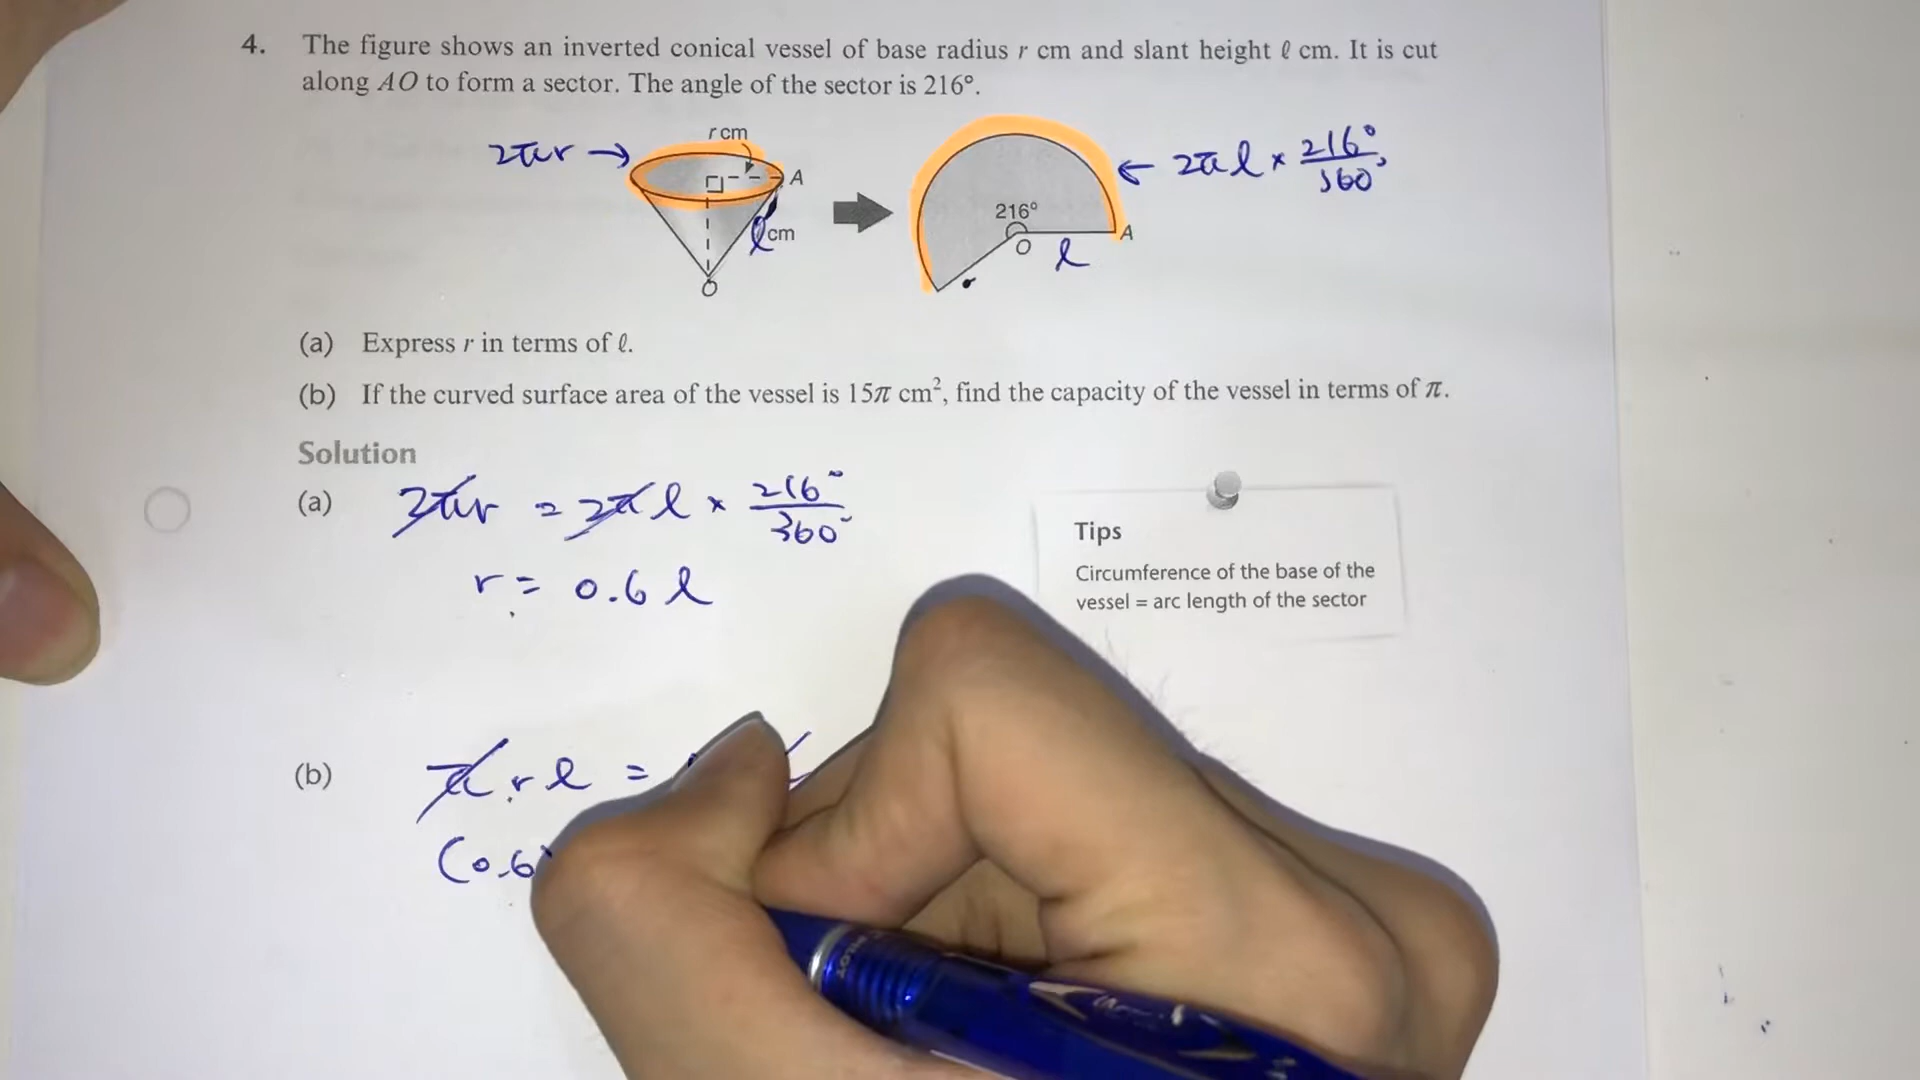 4. The figure shows an inverted conical vessel of base radius r cm and slant height ℓ cm. It is cut
along AO to form a sector. The angle of the sector is 216°.
2πr → r cm A ℓ cm O
216° O A ℓ ← 2πℓ × 216°/360°
(a) Express r in terms of ℓ.
(b) If the curved surface area of the vessel is 15π cm², find the capacity of the vessel in terms of π.
Solution
(a) 2πr = 2πℓ × 216°/360°
r = 0.6 ℓ
Tips
Circumference of the base of the
vessel = arc length of the sector
(b) πrℓ =
(0.6
PILOT